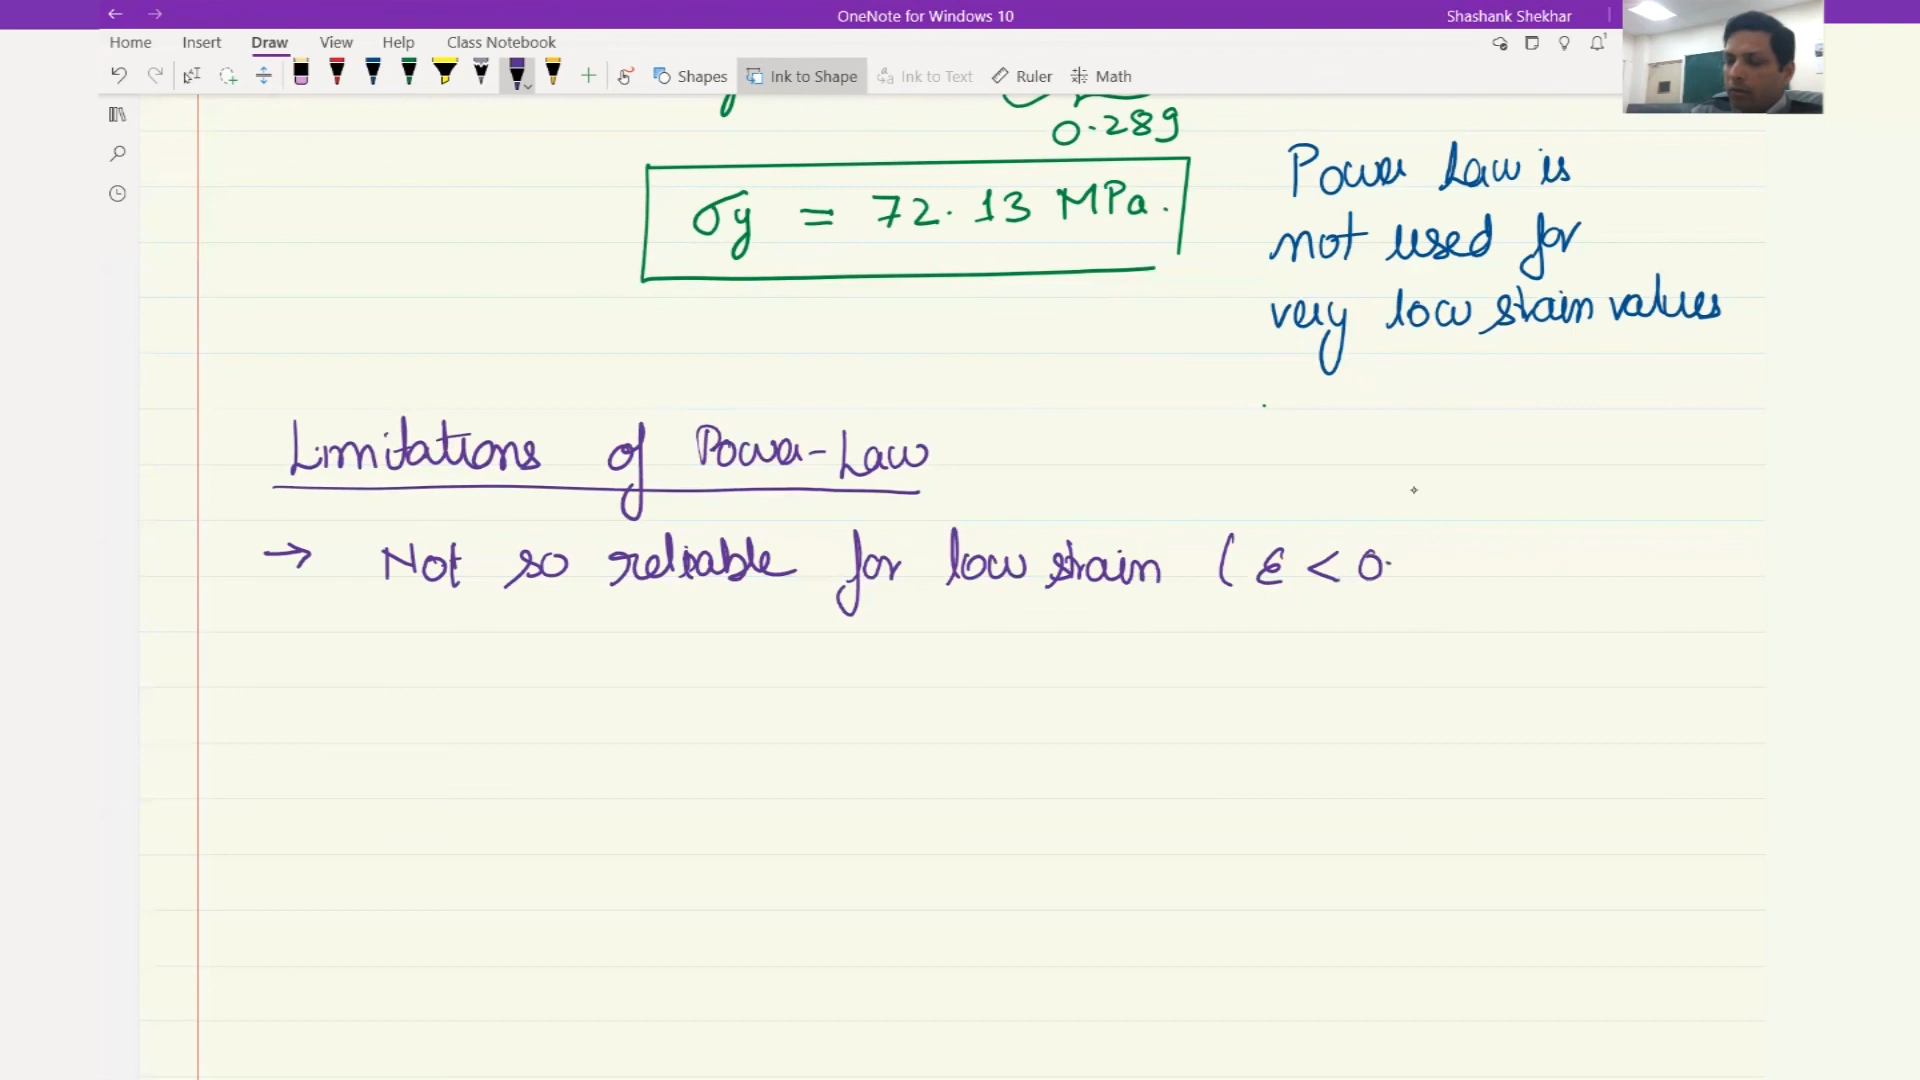 OneNote for Windows 10
Shashank Shekhar
Home Insert Draw View Help Class Notebook
Shapes Ink to Shape Ink to Text Ruler Math
0.289
σy = 72.13 MPa.
Power Law is
not used for
very low strain values
Limitations of Power-Law
→ Not so reliable for low strain ( ε < 0.